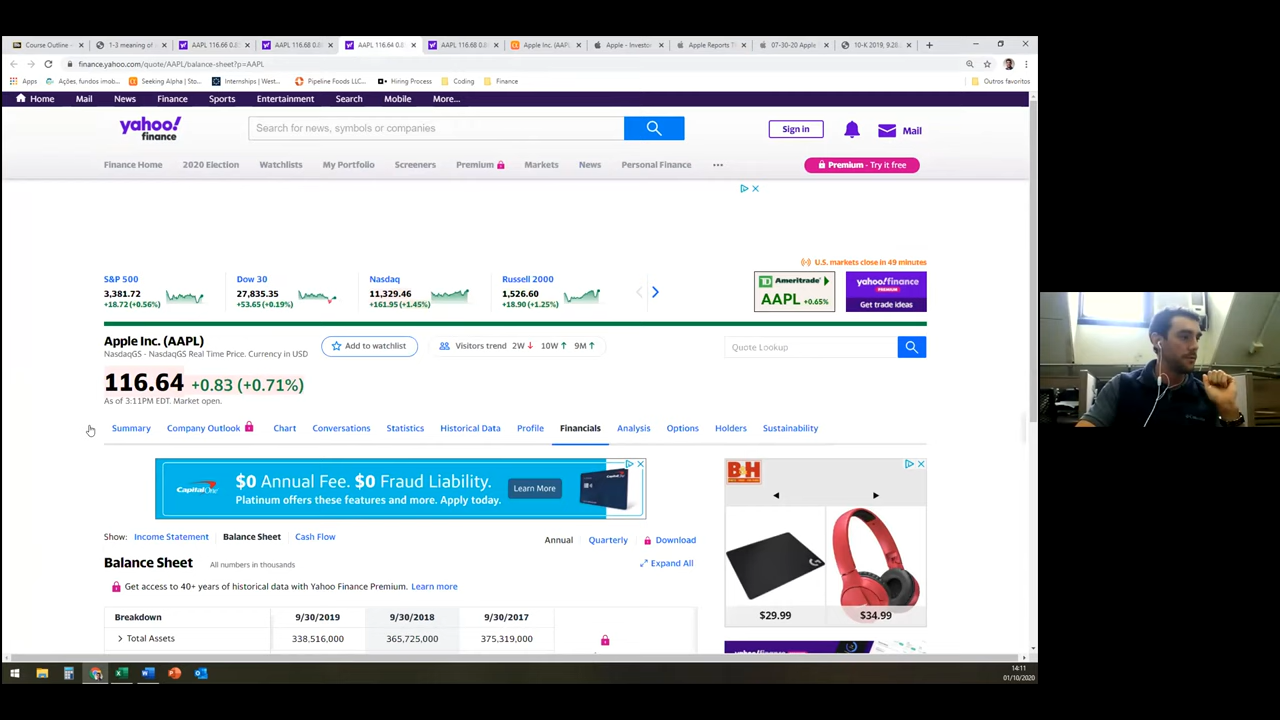 Course Outline -
1-3 meaning of
AAPL 116.66 0.8
AAPL 116.68 0.8
AAPL 116.64 0.8
AAPL 116.68 0.8
Apple Inc. (AAPL
Apple - Investo
Apple Reports T
07-30-20 Apple
10-K 2019, 9.28.
finance.yahoo.com/quote/AAPL/balance-sheet?p=AAPL
Apps
Ações, fundos imob...
Seeking Alpha | Sto...
Internships | West...
Pipeline Foods LLC...
Hiring Process
Coding
Finance
Outros favoritos
Home Mail News Finance Sports Entertainment Search Mobile More...
yahoo!
finance
Search for news, symbols or companies
Sign in
Mail
Finance Home 2020 Election Watchlists My Portfolio Screeners Premium Markets News Personal Finance ...
Premium - Try it free
U.S. markets close in 49 minutes
S&P 500
3,381.72
+18.72 (+0.56%)
Dow 30
27,835.35
+53.65 (+0.19%)
Nasdaq
11,329.46
+161.95 (+1.45%)
Russell 2000
1,526.60
+18.90 (+1.25%)
Ameritrade
AAPL +0.65%
yahoo/finance
PREMIUM
Get trade ideas
Apple Inc. (AAPL)
NasdaqGS - NasdaqGS Real Time Price. Currency in USD
Add to watchlist
Visitors trend 2W ↓ 10W ↑ 9M ↑
Quote Lookup
116.64 +0.83 (+0.71%)
As of 3:11PM EDT. Market open.
Summary Company Outlook Chart Conversations Statistics Historical Data Profile Financials Analysis Options Holders Sustainability
Capital One
$0 Annual Fee. $0 Fraud Liability.
Platinum offers these features and more. Apply today.
Learn More
B&H
Show: Income Statement Balance Sheet Cash Flow
Annual Quarterly Download
Balance Sheet All numbers in thousands
Expand All
Get access to 40+ years of historical data with Yahoo Finance Premium. Learn more
$29.99
$34.99
Breakdown 9/30/2019 9/30/2018 9/30/2017
Total Assets 338,516,000 365,725,000 375,319,000
14:11
01/10/2020